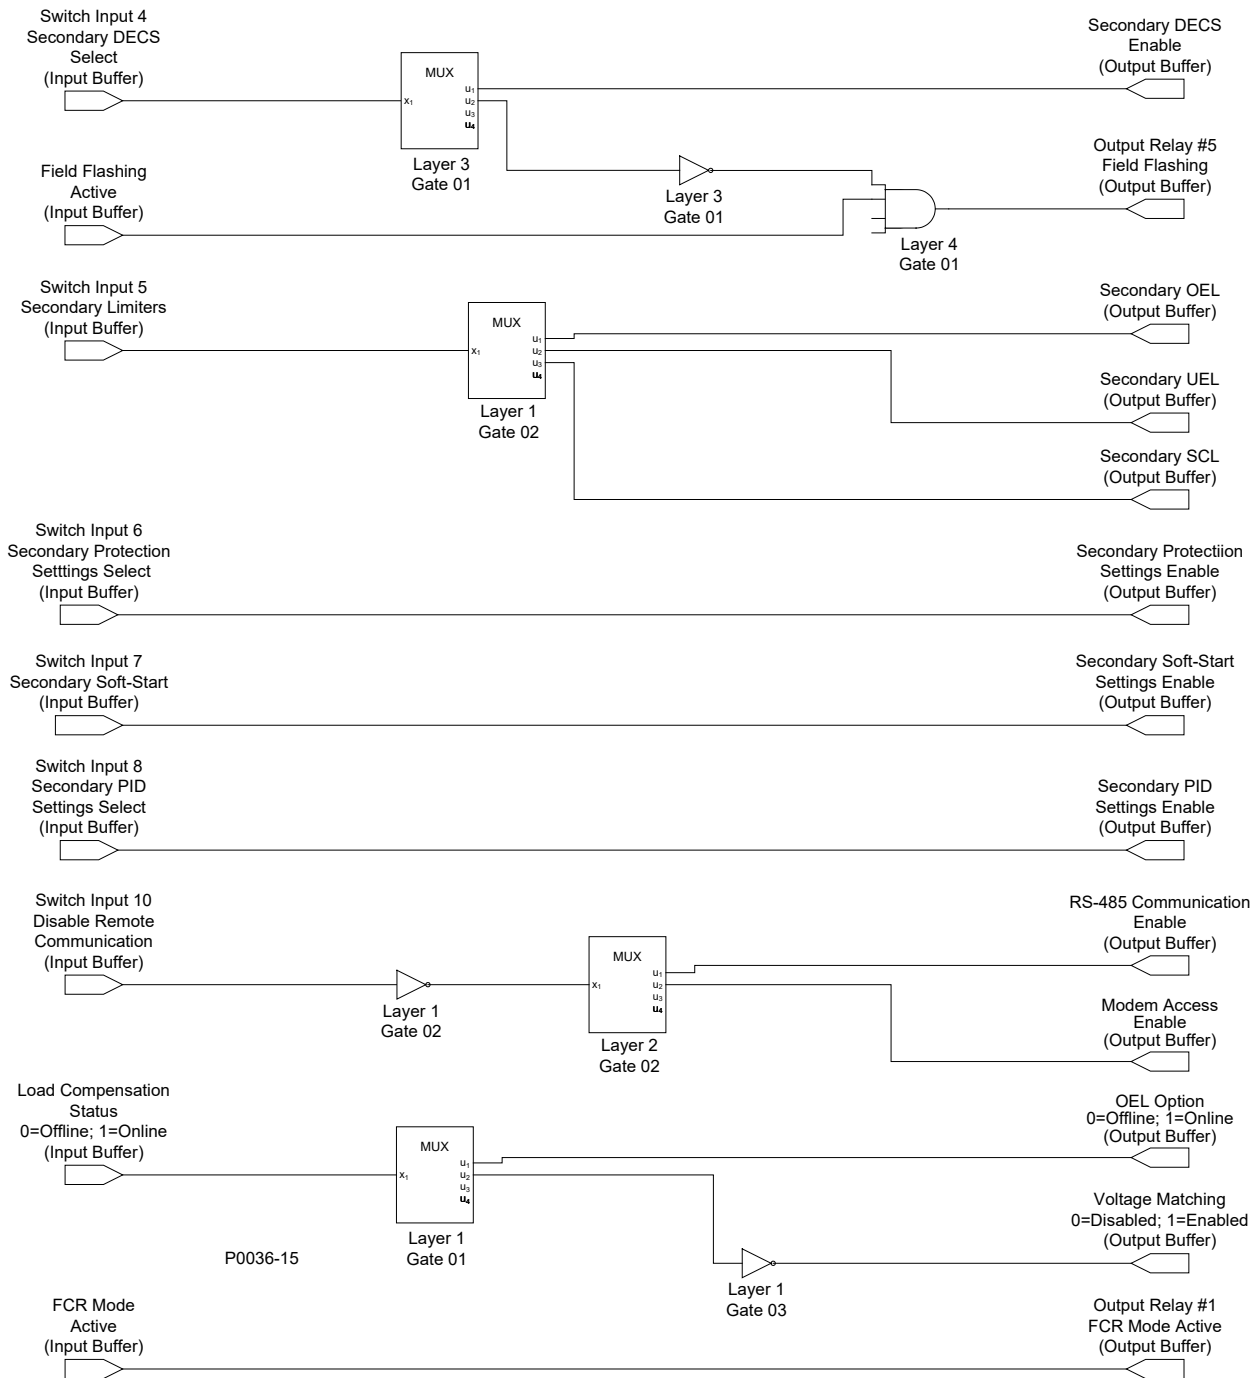 Switch Input 4
Secondary DECS
Select
(Input Buffer)
MUX
x1
u1
u2
u3
u4
Layer 3
Gate 01
Secondary DECS
Enable
(Output Buffer)
Field Flashing
Active
(Input Buffer)
Layer 3
Gate 01
Layer 4
Gate 01
Output Relay #5
Field Flashing
(Output Buffer)
Switch Input 5
Secondary Limiters
(Input Buffer)
MUX
x1
u1
u2
u3
u4
Layer 1
Gate 02
Secondary OEL
(Output Buffer)
Secondary UEL
(Output Buffer)
Secondary SCL
(Output Buffer)
Switch Input 6
Secondary Protection
Setttings Select
(Input Buffer)
Secondary Protectiion
Settings Enable
(Output Buffer)
Switch Input 7
Secondary Soft-Start
(Input Buffer)
Secondary Soft-Start
Settings Enable
(Output Buffer)
Switch Input 8
Secondary PID
Settings Select
(Input Buffer)
Secondary PID
Settings Enable
(Output Buffer)
Switch Input 10
Disable Remote
Communication
(Input Buffer)
Layer 1
Gate 02
MUX
x1
u1
u2
u3
u4
Layer 2
Gate 02
RS-485 Communication
Enable
(Output Buffer)
Modem Access
Enable
(Output Buffer)
Load Compensation
Status
0=Offline; 1=Online
(Input Buffer)
MUX
x1
u1
u2
u3
u4
Layer 1
Gate 01
OEL Option
0=Offline; 1=Online
(Output Buffer)
Voltage Matching
0=Disabled; 1=Enabled
(Output Buffer)
Layer 1
Gate 03
P0036-15
FCR Mode
Active
(Input Buffer)
Output Relay #1
FCR Mode Active
(Output Buffer)